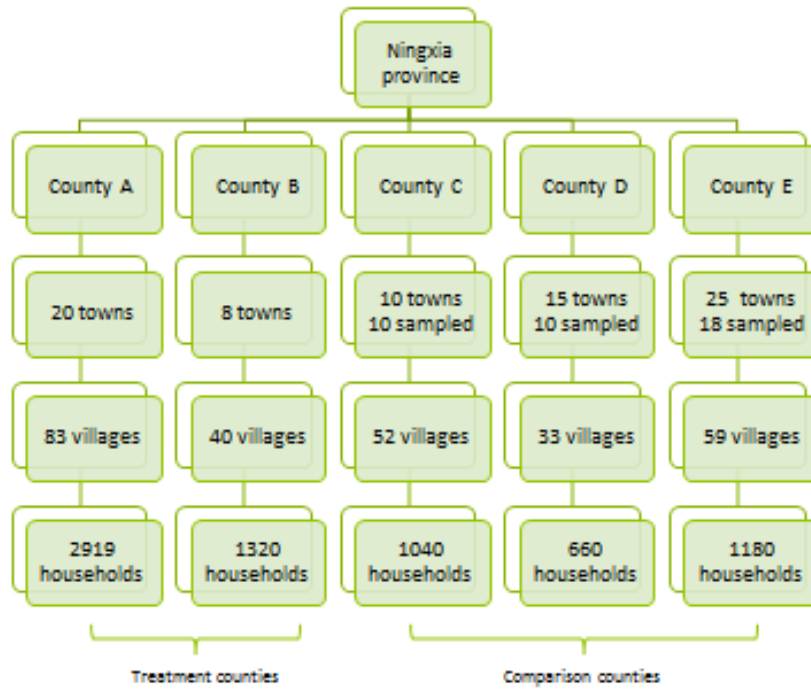 Ningxia
province
County A
County B
County C
County D
County E
20 towns
8 towns
10 towns
10 sampled
15 towns
10 sampled
25 towns
18 sampled
83 villages
40 villages
52 villages
33 villages
59 villages
2919
households
1320
households
1040
households
660
households
1180
households
Treatment counties
Comparison counties